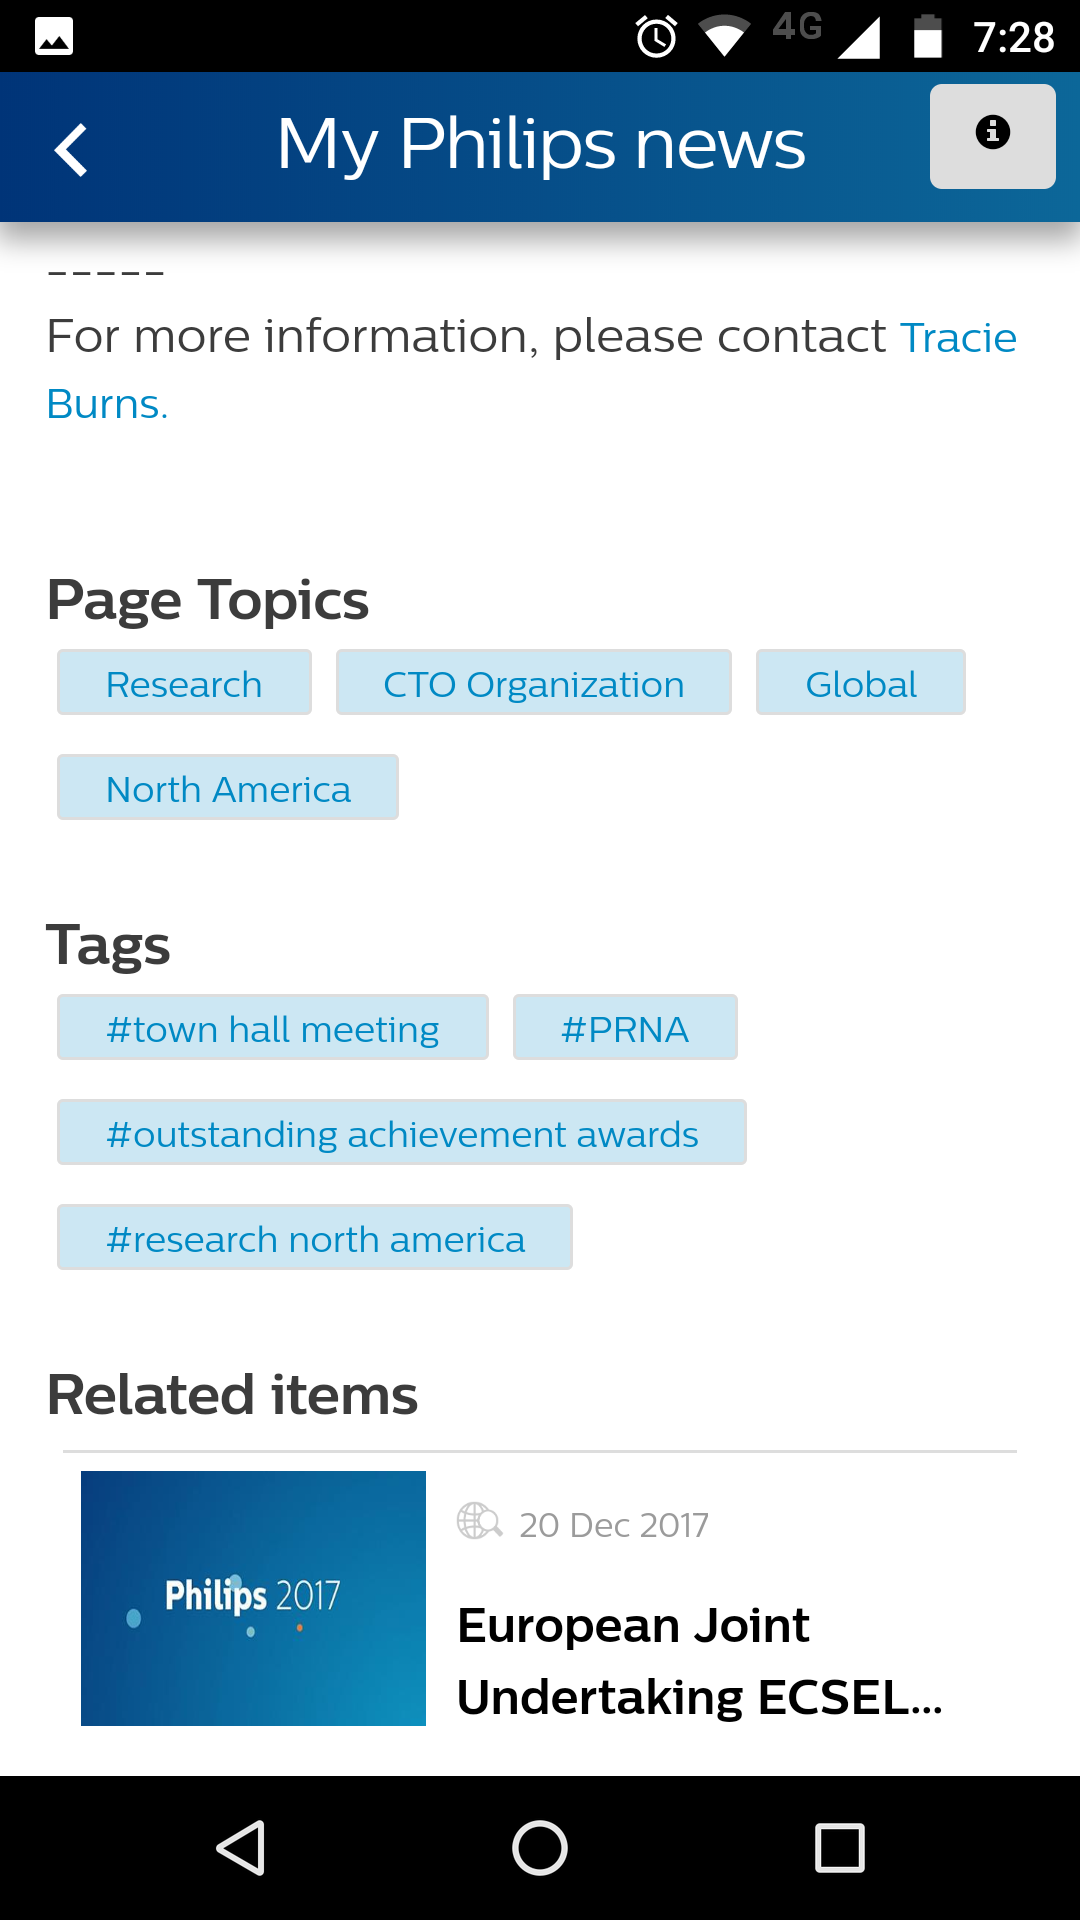 4G 7:28
My Philips news
-----
For more information, please contact Tracie
Burns.
Page Topics
Research CTO Organization Global
North America
Tags
#town hall meeting #PRNA
#outstanding achievement awards
#research north america
Related items
20 Dec 2017
Philips 2017
European Joint
Undertaking ECSEL...